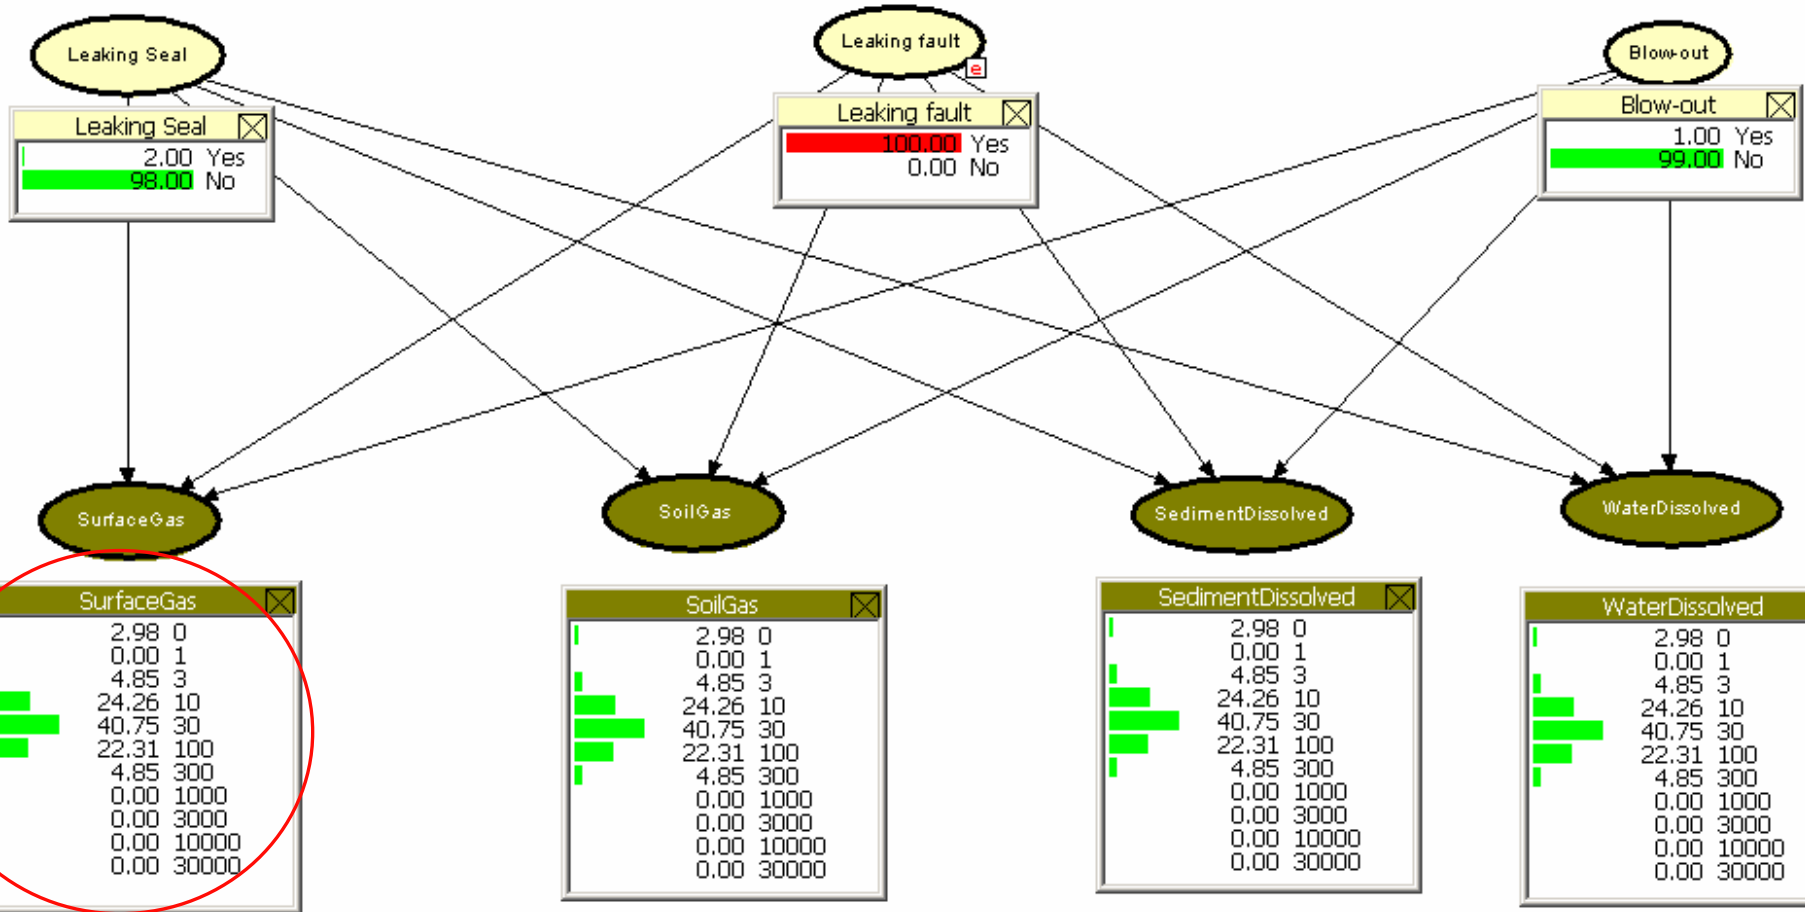 Leaking Seal
Leaking fault
Blow-out
e
Leaking Seal
2.00 Yes
98.00 No
Leaking fault
100.00 Yes
0.00 No
Blow-out
1.00 Yes
99.00 No
SurfaceGas
SoilGas
SedimentDissolved
WaterDissolved
SurfaceGas
2.98 0
0.00 1
4.85 3
24.26 10
40.75 30
22.31 100
4.85 300
0.00 1000
0.00 3000
0.00 10000
0.00 30000
SoilGas
2.98 0
0.00 1
4.85 3
24.26 10
40.75 30
22.31 100
4.85 300
0.00 1000
0.00 3000
0.00 10000
0.00 30000
SedimentDissolved
2.98 0
0.00 1
4.85 3
24.26 10
40.75 30
22.31 100
4.85 300
0.00 1000
0.00 3000
0.00 10000
0.00 30000
WaterDissolved
2.98 0
0.00 1
4.85 3
24.26 10
40.75 30
22.31 100
4.85 300
0.00 1000
0.00 3000
0.00 10000
0.00 30000